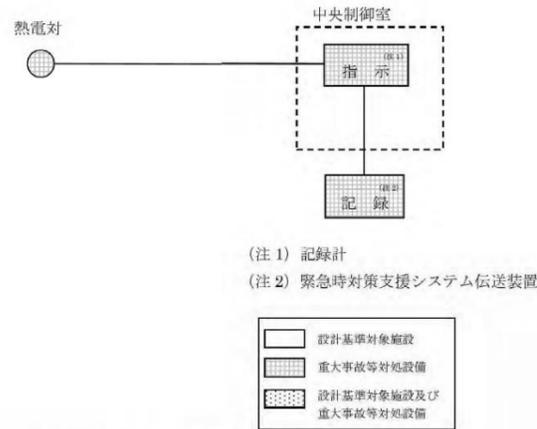 中央制御室
熱電対
指 示 (注1)
記 録 (注2)
(注 1) 記録計
(注 2) 緊急時対策支援システム伝送装置
設計基準対象施設
重大事故等対処設備
設計基準対象施設及び
重大事故等対処設備